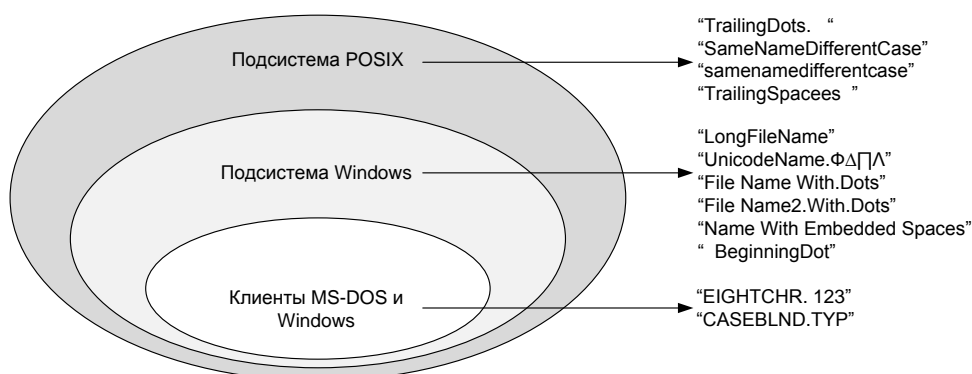 Подсистема POSIX
“TrailingDots. “
“SameNameDifferentCase”
“samenamedifferentcase”
“TrailingSpacees ”
Подсистема Windows
“LongFileName”
“UnicodeName.Φ∆∏Λ”
“File Name With.Dots”
“File Name2.With.Dots”
“Name With Embedded Spaces”
“ BeginningDot”
Клиенты MS-DOS и
Windows
“EIGHTCHR. 123”
“CASEBLND.TYP”